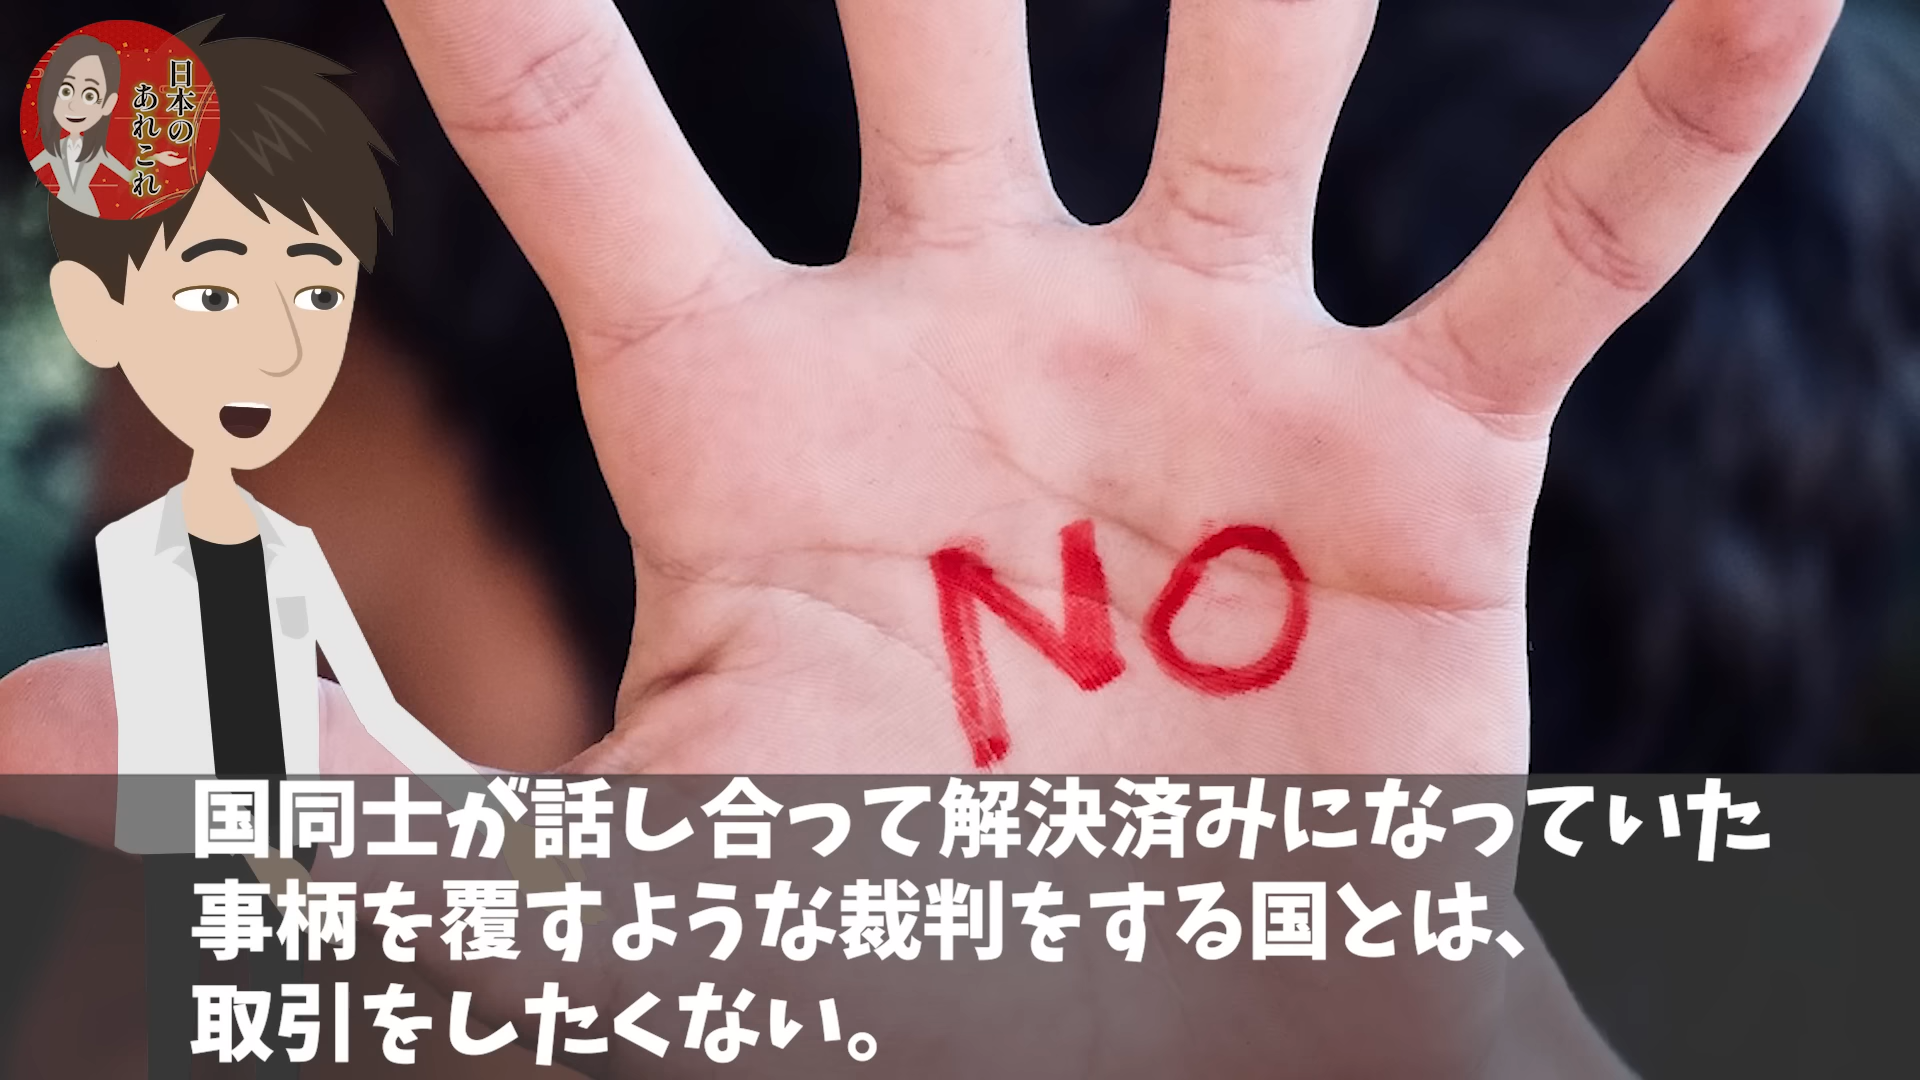 日本の
あれこれ
NO
国同士が話し合って解決済みになっていた
事柄を覆すような裁判をする国とは、
取引をしたくない。